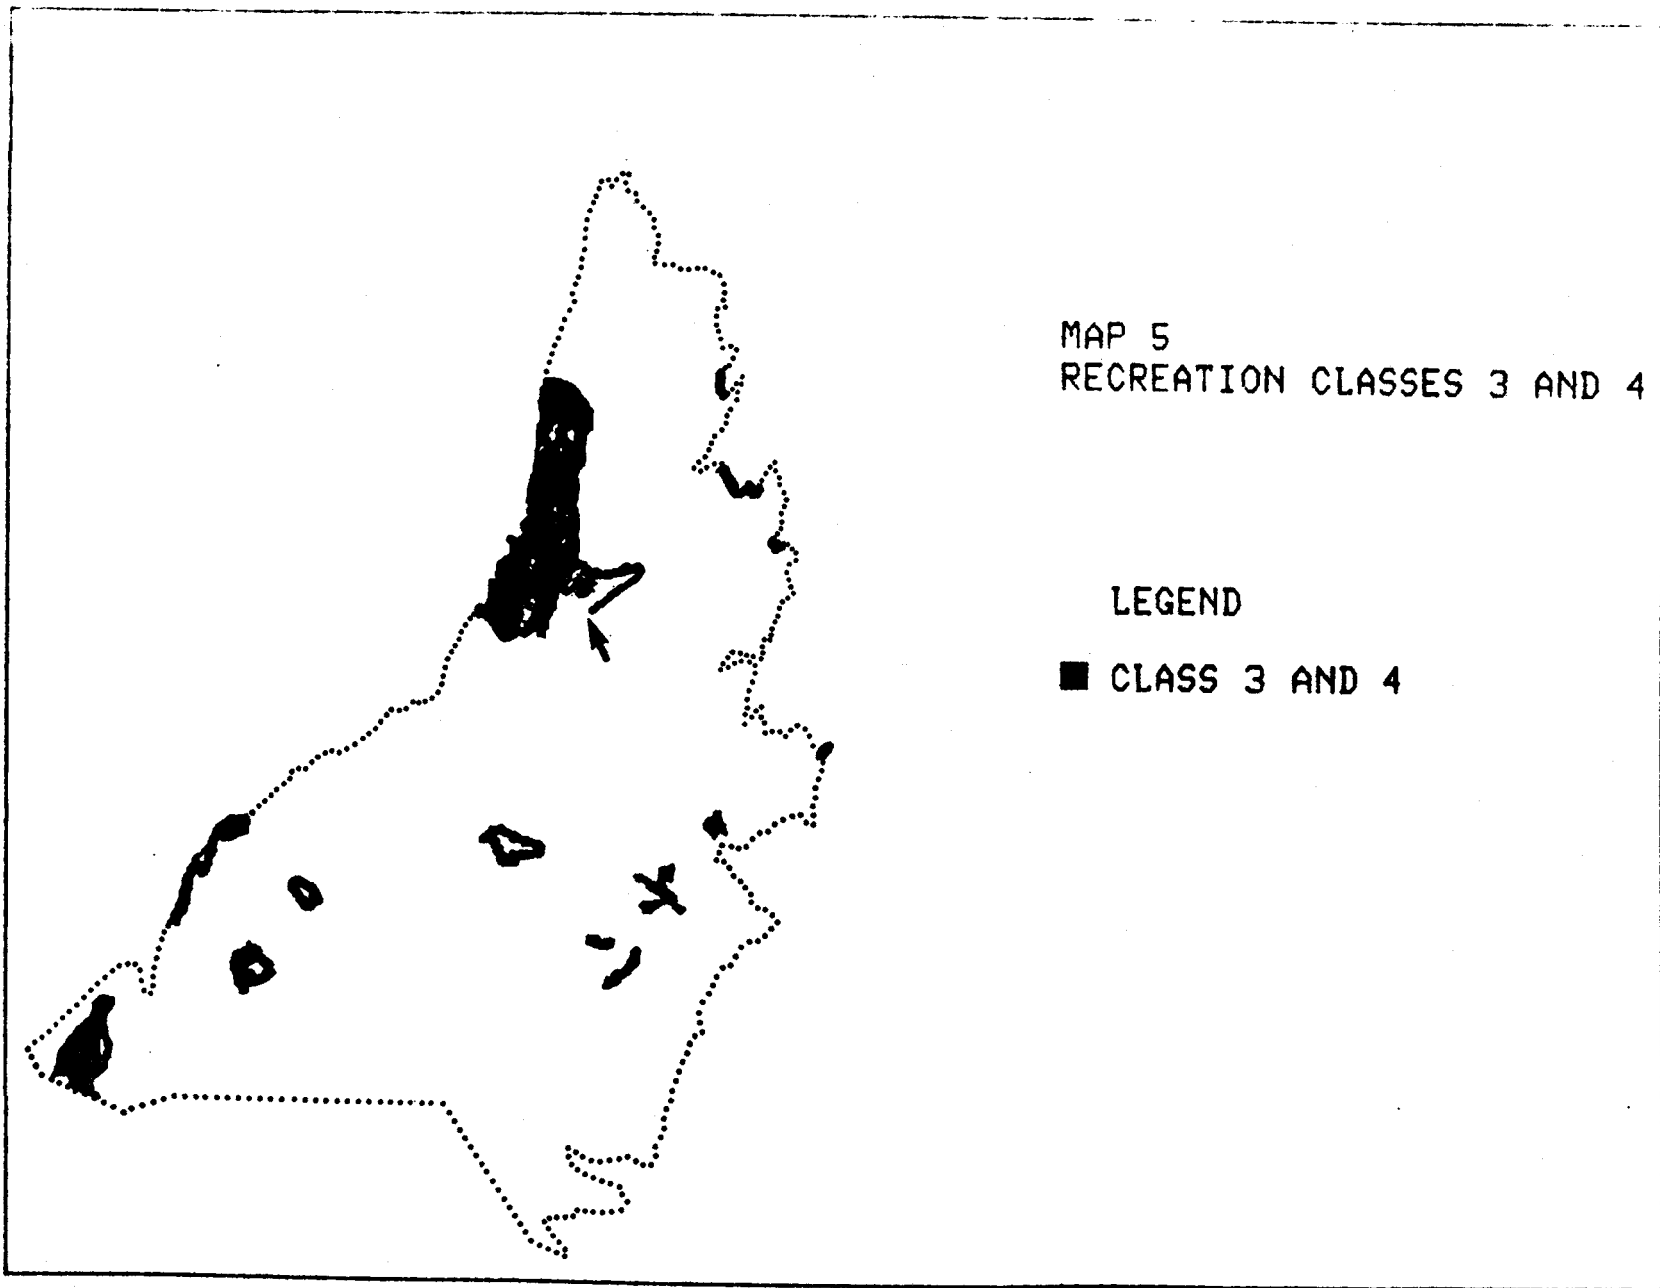 MAP 5
RECREATION CLASSES 3 AND 4
LEGEND
CLASS 3 AND 4